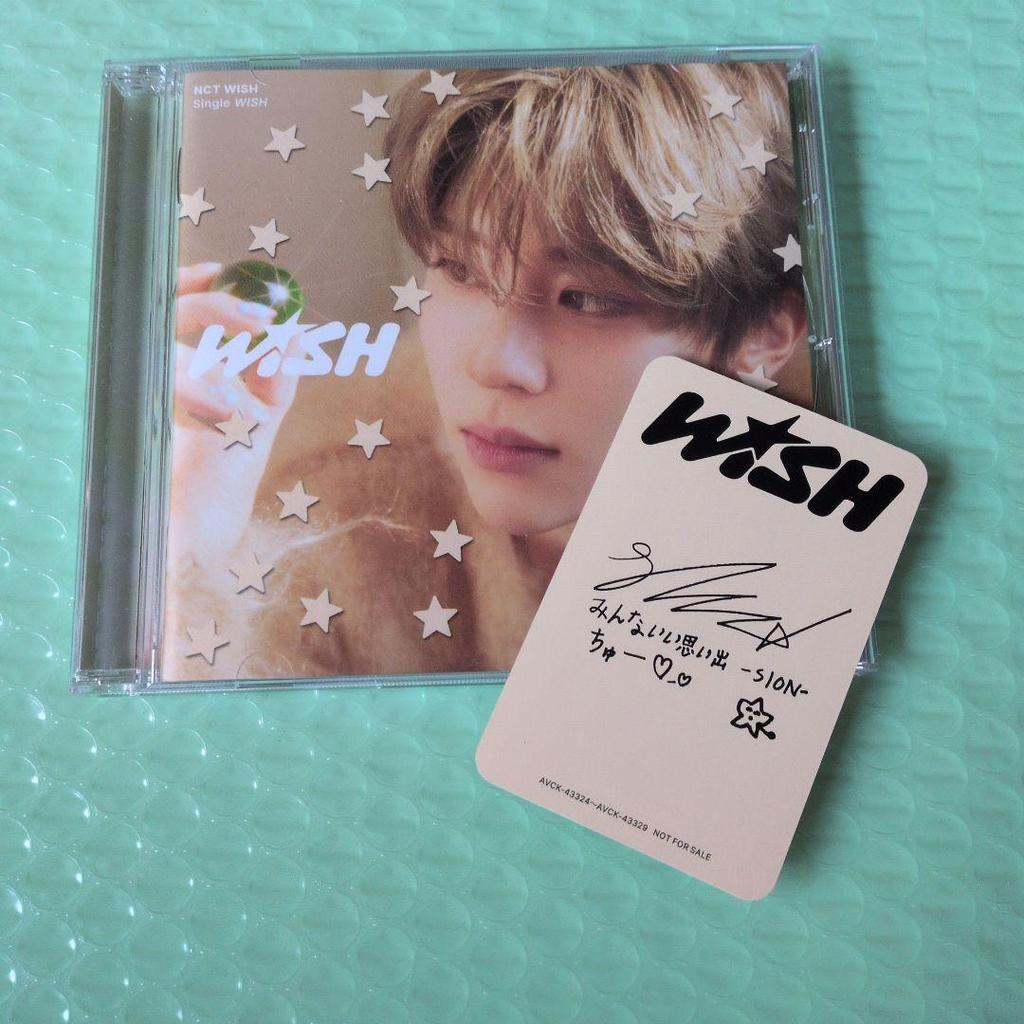 NCT WISH
Single WISH
WISH
WISH
みんないい思い出 -SION-
ちゅー♡_♡
AVCK-43324~AVCK-43329 NOT FOR SALE